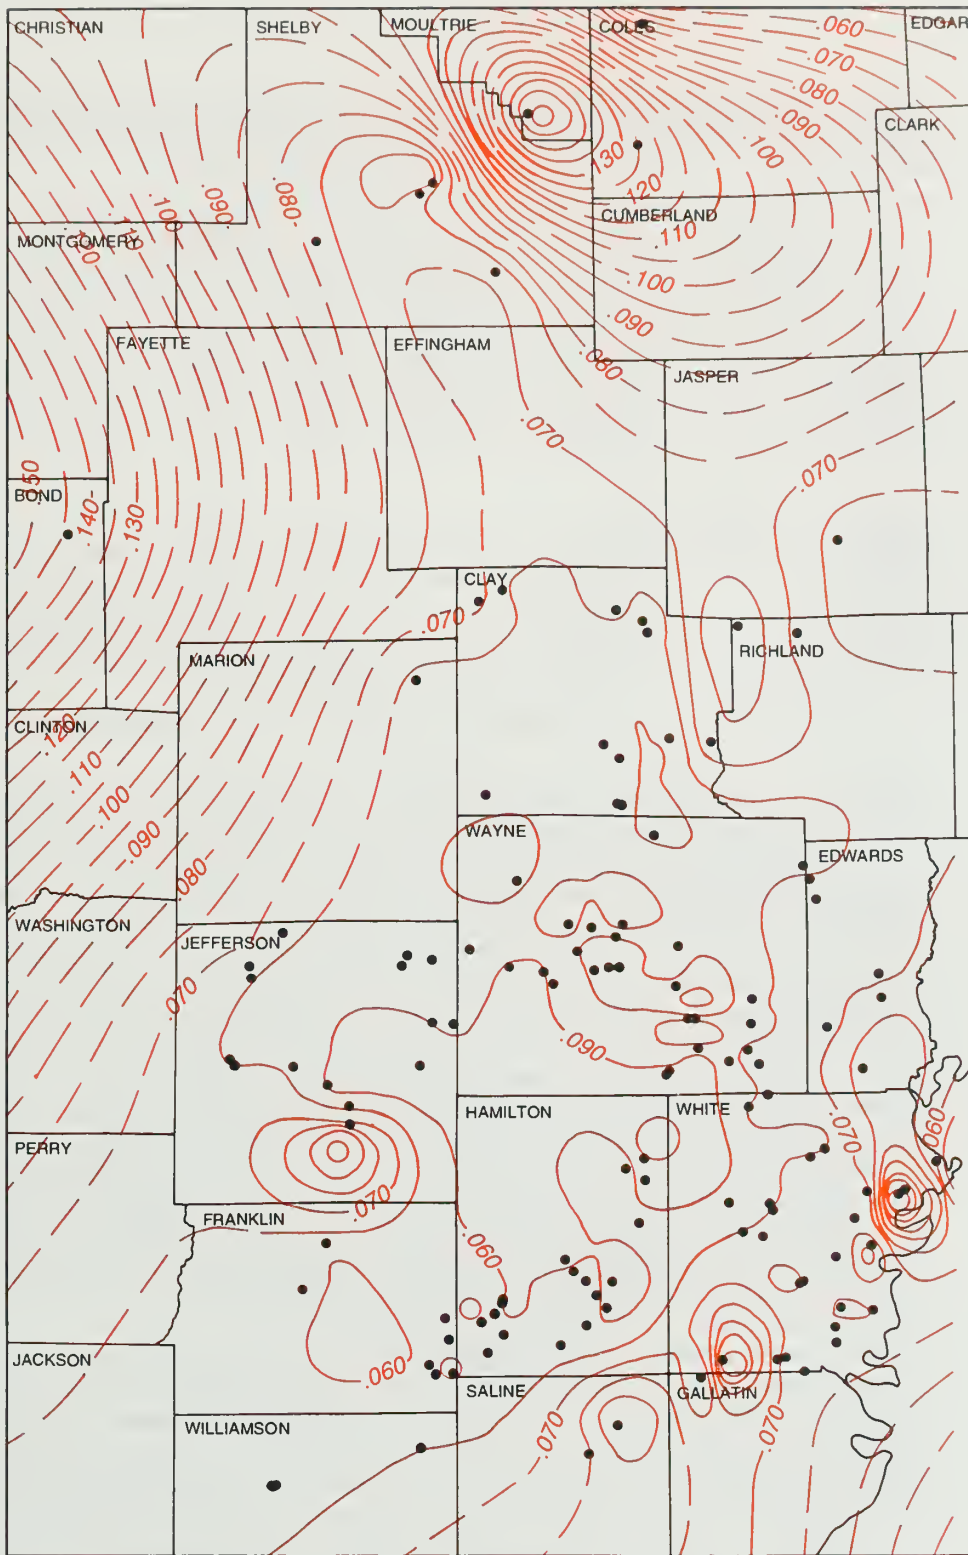 CHRISTIAN
SHELBY
MOULTRIE
COLES
EDGAR
.060
.070
.080
.090
.100
CLARK
.130
.120
CUMBERLAND
.110
.100
.090
.080
.090
.080
.100
.110
.120
MONTGOMERY
FAYETTE
EFFINGHAM
JASPER
.070
.070
.150
BOND
.140
.130
CLAY
.070
MARION
RICHLAND
CLINTON
.120
.110
.100
.090
.080
WAYNE
EDWARDS
WASHINGTON
JEFFERSON
.070
.090
HAMILTON
WHITE
.070
.060
PERRY
.070
FRANKLIN
.060
.060
JACKSON
SALINE
GALLATIN
.070
.070
WILLIAMSON